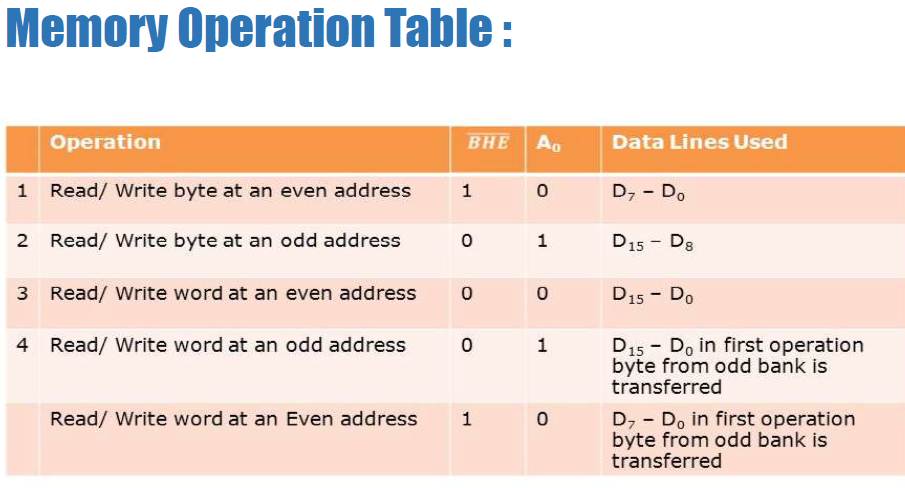 Memory Operation Table :
Operation BHE A₀ Data Lines Used
1 Read/ Write byte at an even address 1 0 D₇ – D₀
2 Read/ Write byte at an odd address 0 1 D₁₅ – D₈
3 Read/ Write word at an even address 0 0 D₁₅ – D₀
4 Read/ Write word at an odd address 0 1 D₁₅ – D₀ in first operation
byte from odd bank is
transferred
Read/ Write word at an Even address 1 0 D₇ – D₀ in first operation
byte from odd bank is
transferred